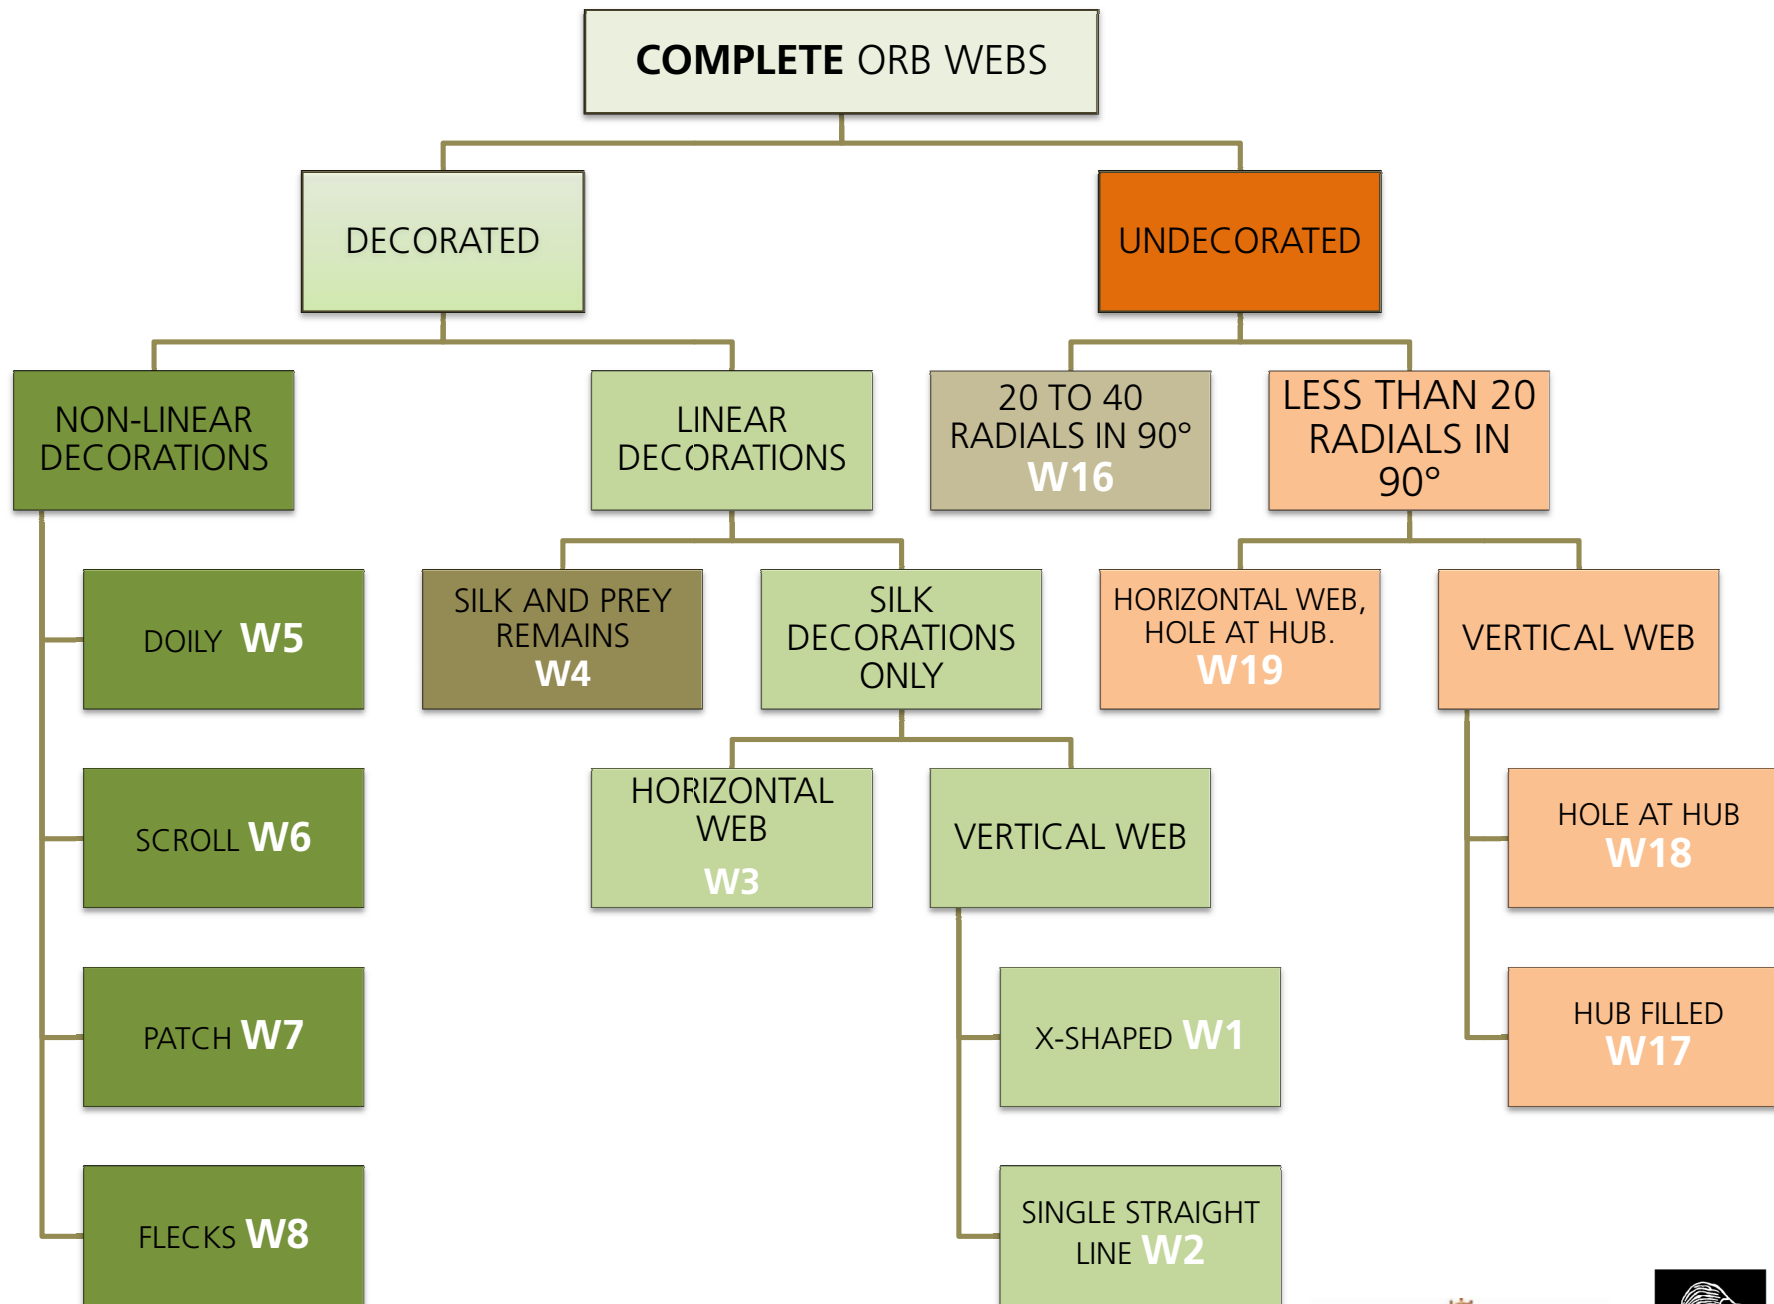 COMPLETE ORB WEBS
DECORATED
UNDECORATED
NON-LINEAR
DECORATIONS
LINEAR
DECORATIONS
20 TO 40
RADIALS IN 90°
W16
LESS THAN 20
RADIALS IN
90°
DOILY W5
SILK AND PREY
REMAINS
W4
SILK
DECORATIONS
ONLY
HORIZONTAL WEB,
HOLE AT HUB.
W19
VERTICAL WEB
SCROLL W6
HORIZONTAL
WEB
W3
VERTICAL WEB
HOLE AT HUB
W18
PATCH W7
X-SHAPED W1
HUB FILLED
W17
FLECKS W8
SINGLE STRAIGHT
LINE W2